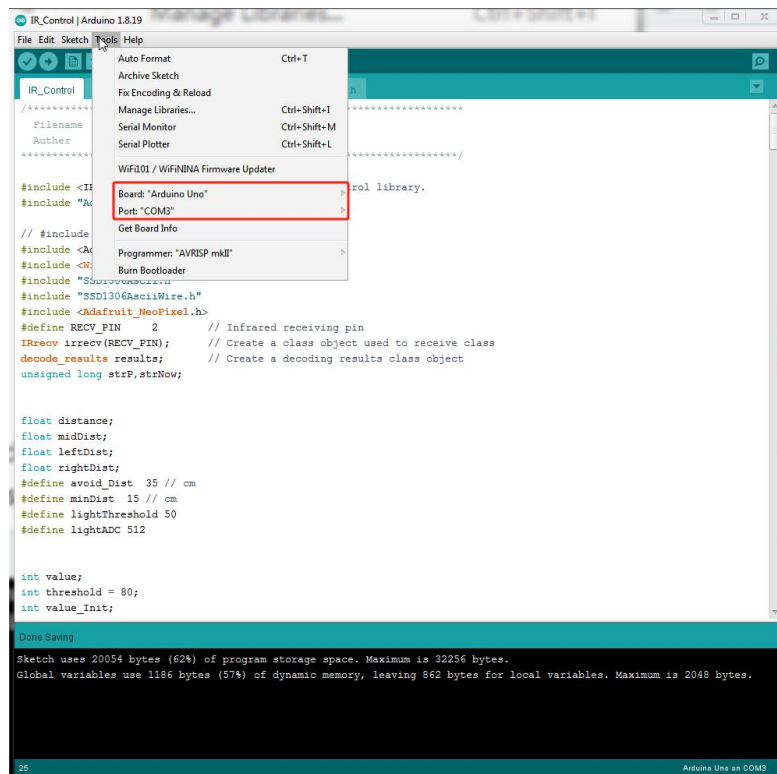 Manage Libraries... Ctrl+Shift+I
IR_Control | Arduino 1.8.19
File Edit Sketch Tools Help
Auto Format Ctrl+T
Archive Sketch
IR_Control Fix Encoding & Reload .h
/*********** Manage Libraries... Ctrl+Shift+I *****************
Filename Serial Monitor Ctrl+Shift+M
Auther Serial Plotter Ctrl+Shift+L
*********** ****************/
WiFi101 / WiFiNINA Firmware Updater
#include <IR Board: "Arduino Uno" rol library.
#include "Ad Port: "COM3"
Get Board Info
// #include
#include <Ad Programmer: "AVRISP mkII"
#include <Wi Burn Bootloader
#include "SSD1306Ascii.h"
#include "SSD1306AsciiWire.h"
#include <Adafruit_NeoPixel.h>
#define RECV_PIN 2 // Infrared receiving pin
IRrecv irrecv(RECV_PIN); // Create a class object used to receive class
decode_results results; // Create a decoding results class object
unsigned long strP,strNow;
float distance;
float midDist;
float leftDist;
float rightDist;
#define avoid_Dist 35 // cm
#define minDist 15 // cm
#define lightThreshold 50
#define lightADC 512
int value;
int threshold = 80;
int value_Init;
Done Saving.
Sketch uses 20054 bytes (62%) of program storage space. Maximum is 32256 bytes.
Global variables use 1186 bytes (57%) of dynamic memory, leaving 862 bytes for local variables. Maximum is 2048 bytes.
25 Arduino Uno on COM3